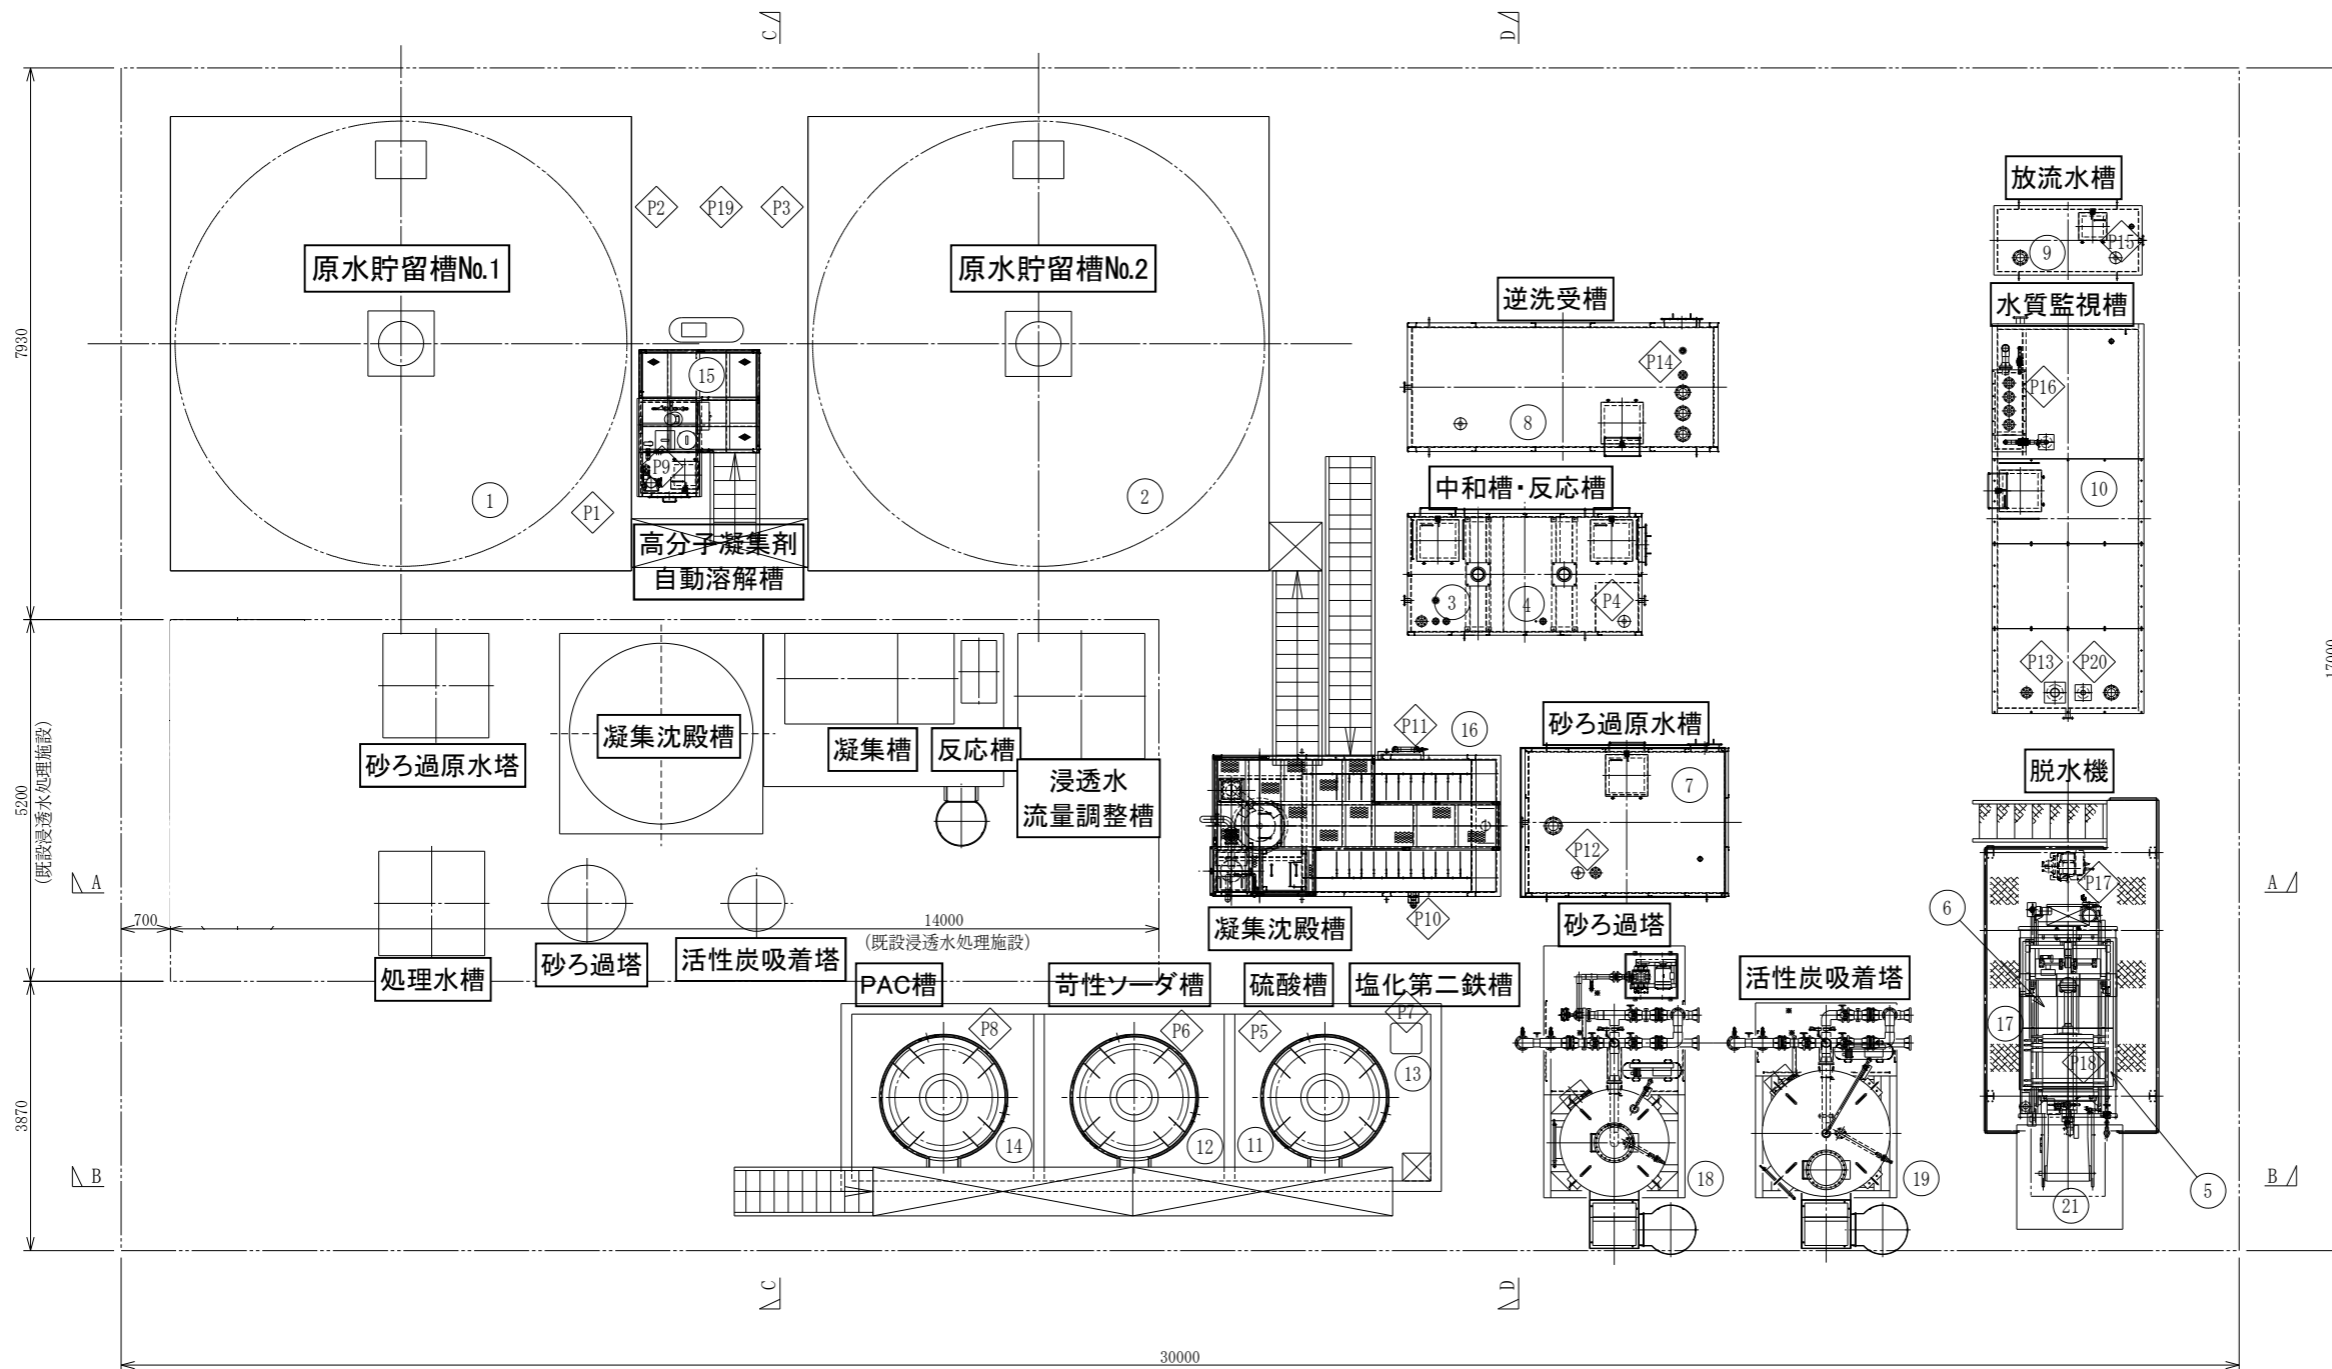 C
D
放流水槽
P2
P19
P3
P15
9
原水貯留槽No.1
原水貯留槽No.2
逆洗受槽
水質監視槽
7930
15
P14
P16
8
P9
中和槽・反応槽
10
1
2
P1
高分子凝集剤
自動溶解槽
3
4
P4
17000
P13
P20
5200
(既設浸透水処理施設)
砂ろ過原水塔
凝集沈殿槽
凝集槽
反応槽
浸透水
流量調整槽
P11
16
砂ろ過原水槽
7
脱水機
P12
A
A
P17
6
700
14000
(既設浸透水処理施設)
P10
凝集沈殿槽
砂ろ過塔
処理水槽
砂ろ過塔
活性炭吸着塔
PAC槽
苛性ソーダ槽
硫酸槽
塩化第二鉄槽
活性炭吸着塔
P8
P6
P5
P7
17
13
P18
3870
14
12
11
18
19
B
B
5
21
C
D
30000